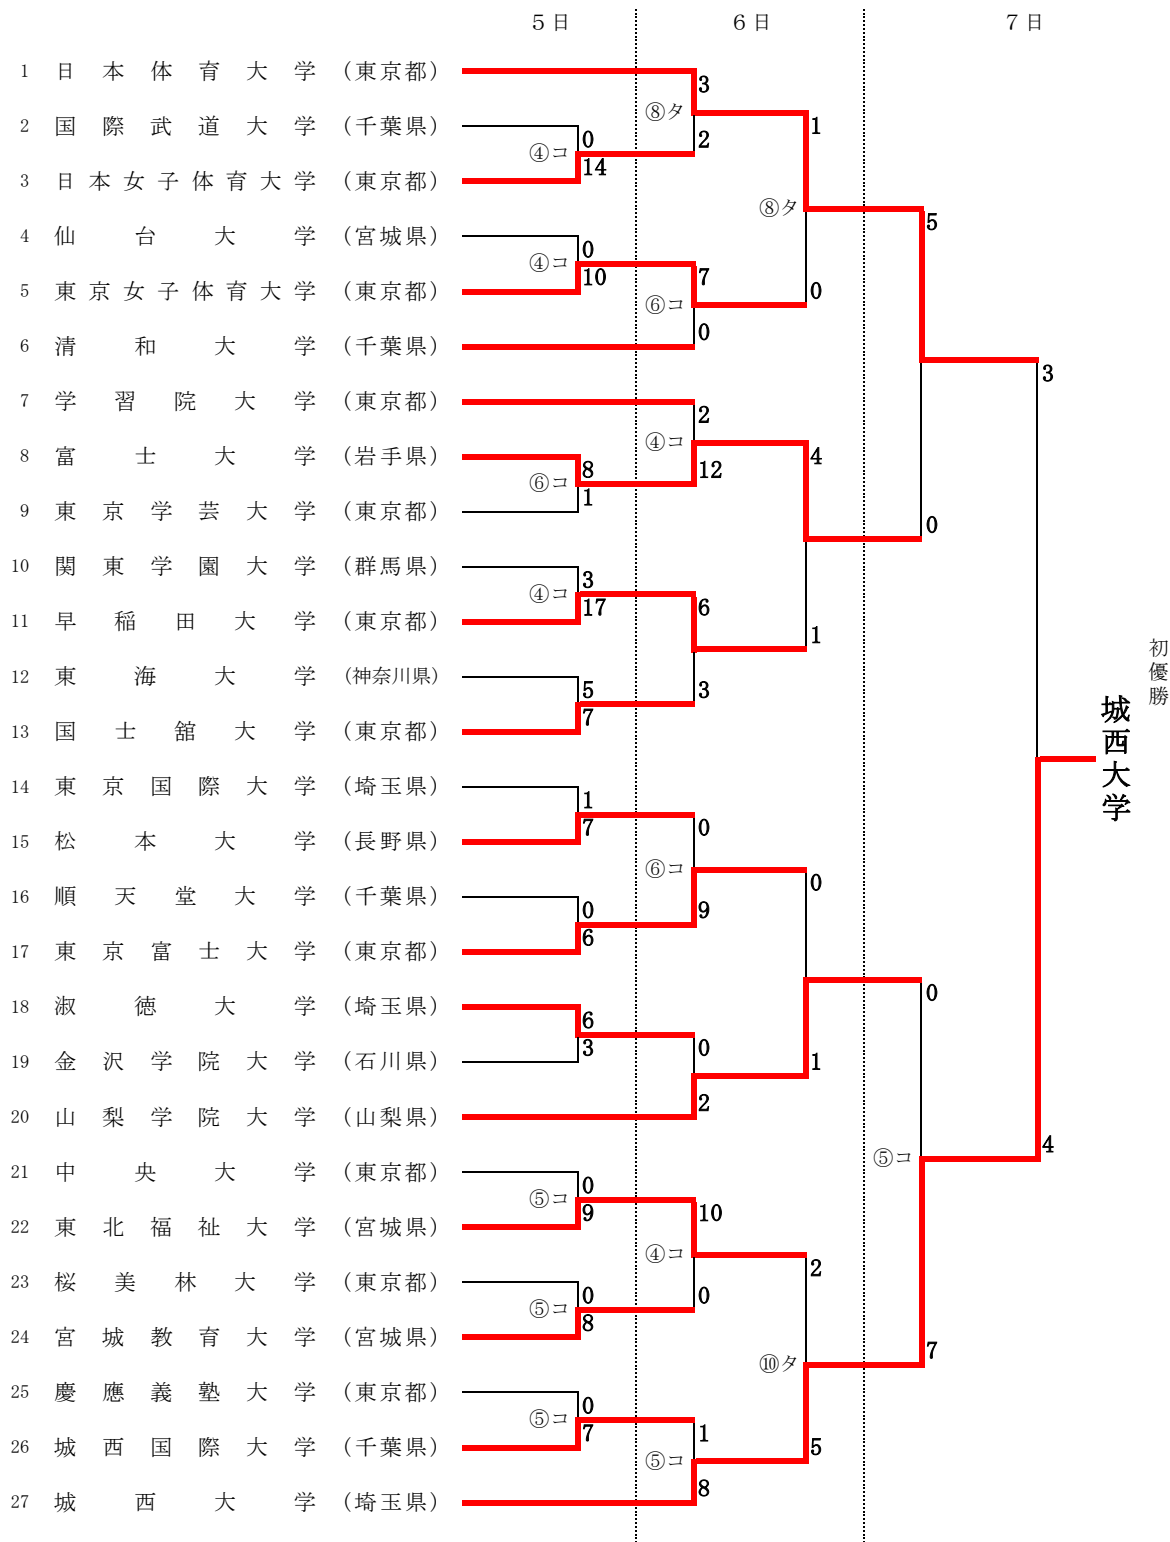 5日 6日 7日
1 日本体育大学 (東京都)
3
⑧タ
2 国際武道大学 (千葉県)
1
0
2
④コ
14
3 日本女子体育大学 (東京都)
⑧タ
5
4 仙台大学 (宮城県)
0
④コ
10
7
5 東京女子体育大学 (東京都)
0
⑥コ
0
6 清和大学 (千葉県)
3
7 学習院大学 (東京都)
2
④コ
8 富士大学 (岩手県)
4
8
12
⑥コ
1
9 東京学芸大学 (東京都)
0
10 関東学園大学 (群馬県)
3
④コ
17
6
11 早稲田大学 (東京都)
1
12 東海大学 (神奈川県)
5
3
7
13 国士舘大学 (東京都)
初優勝
城西大学
14 東京国際大学 (埼玉県)
1
7
0
15 松本大学 (長野県)
⑥コ
0
16 順天堂大学 (千葉県)
0
9
6
17 東京富士大学 (東京都)
0
18 淑徳大学 (埼玉県)
6
3
0
19 金沢学院大学 (石川県)
1
2
20 山梨学院大学 (山梨県)
4
⑤コ
21 中央大学 (東京都)
0
⑤コ
9
10
22 東北福祉大学 (宮城県)
④コ
2
23 桜美林大学 (東京都)
0
0
⑤コ
8
24 宮城教育大学 (宮城県)
7
⑩タ
25 慶應義塾大学 (東京都)
0
⑤コ
7
1
26 城西国際大学 (千葉県)
5
⑤コ
8
27 城西大学 (埼玉県)